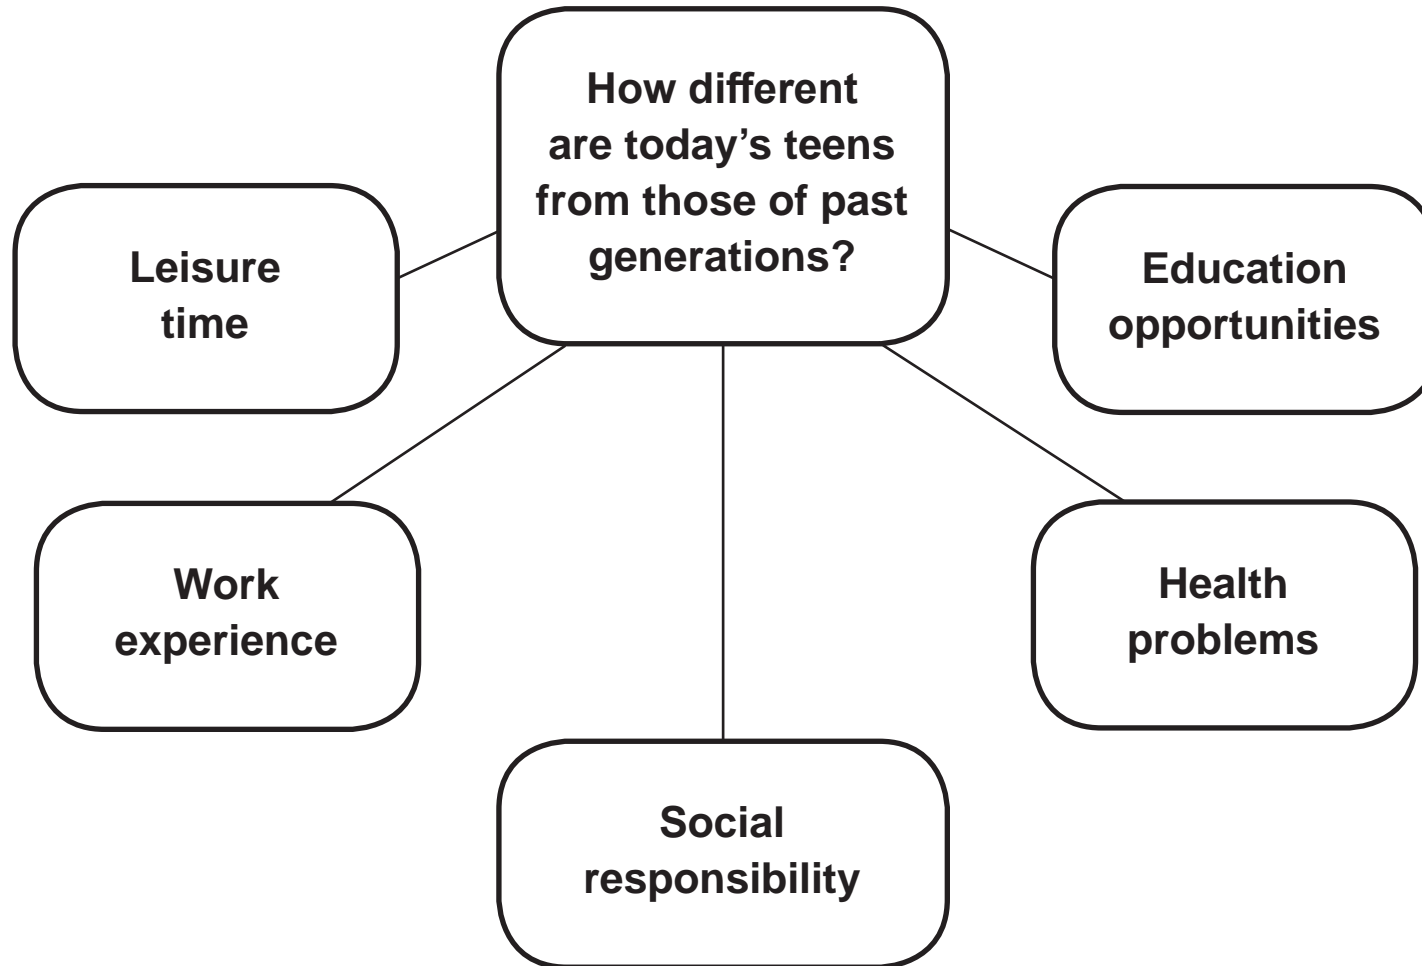 How different
are today’s teens
from those of past
generations?
Leisure
time
Education
opportunities
Work
experience
Health
problems
Social
responsibility